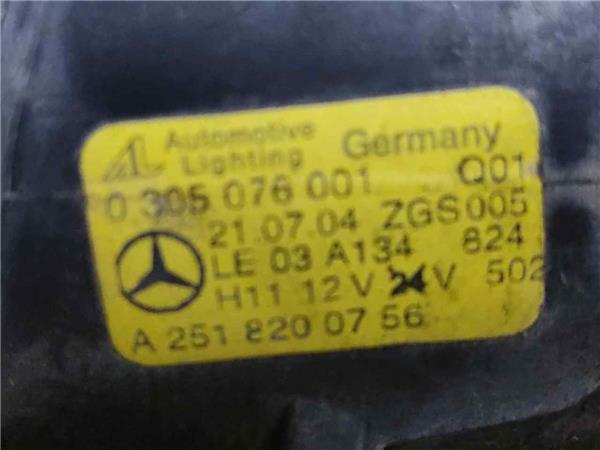 AL Automotive Lighting Germany
0 305 076 001 Q01
21.07.04 ZGS005
LE 03 A134 824
H11 12V 24V 502
A 251 820 07 56